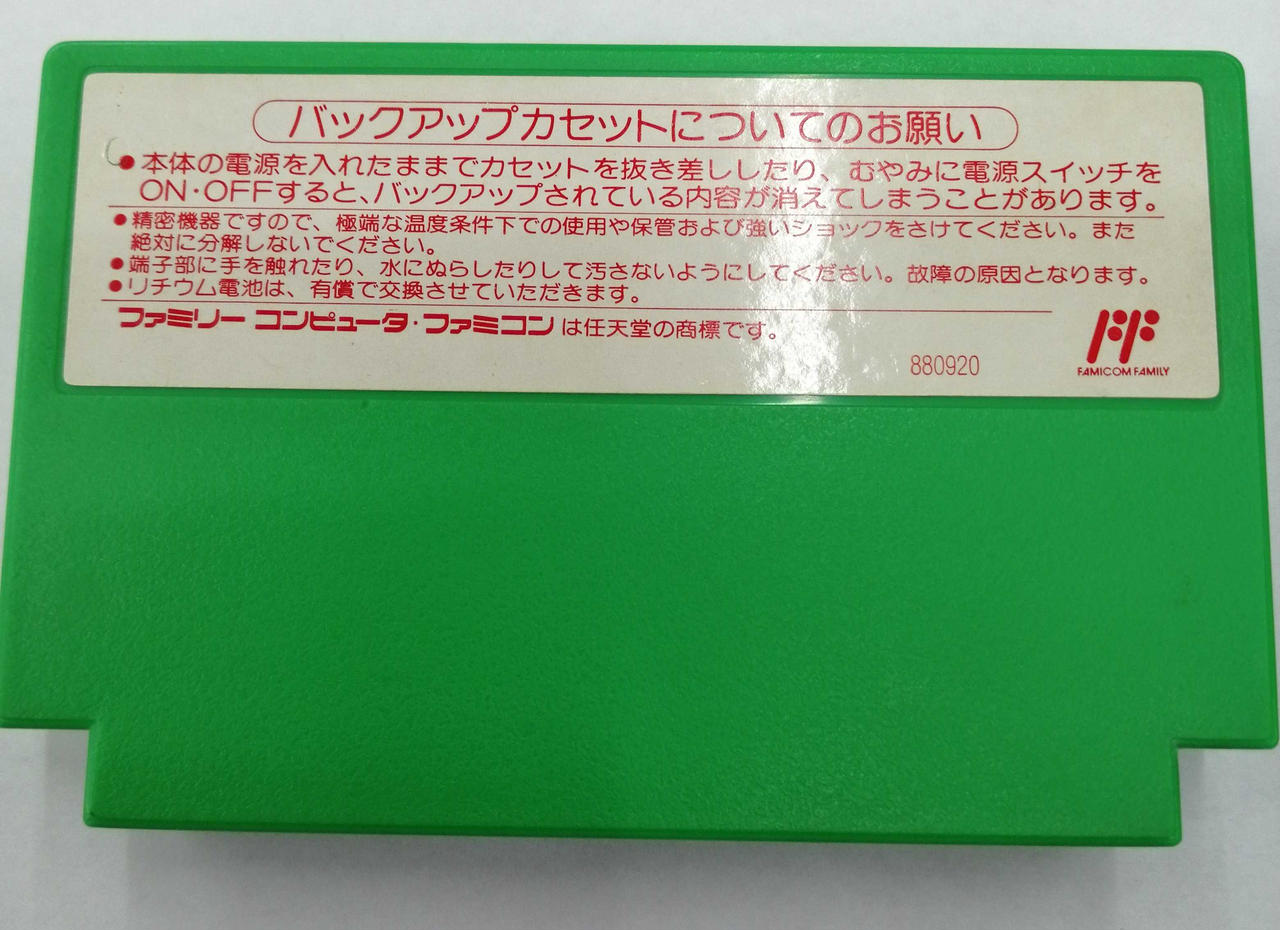 バックアップカセットについてのお願い
●本体の電源を入れたままでカセットを抜き差ししたり、むやみに電源スイッチを
ON・OFFすると、バックアップされている内容が消えてしまうことがあります。
●精密機器ですので、極端な温度条件下での使用や保管および強いショックをさけてください。また
絶対に分解しないでください。
●端子部に手を触れたり、水にぬらしたりして汚さないようにしてください。故障の原因となります。
●リチウム電池は、有償で交換させていただきます。
ファミリーコンピュータ・ファミコンは任天堂の商標です。
880920
FAMICOM FAMILY